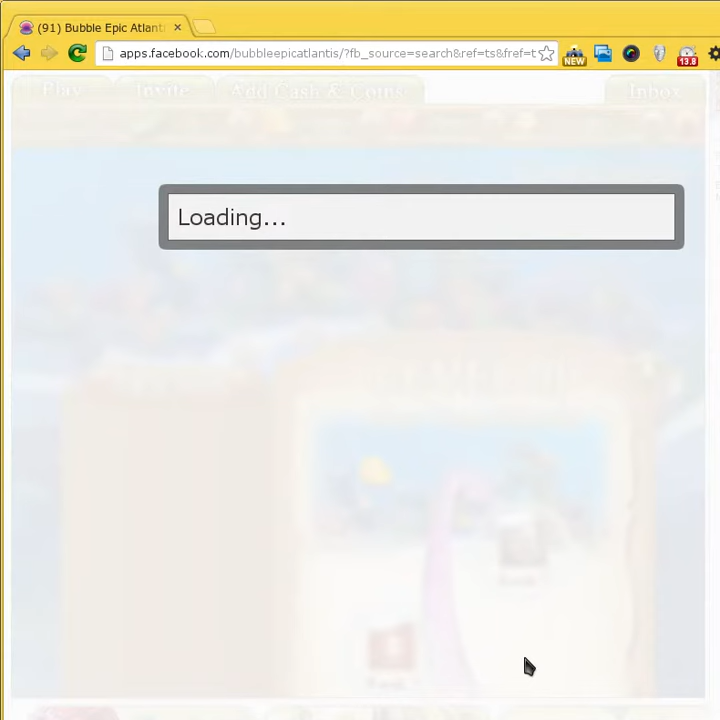 (91) Bubble Epic Atlanti
apps.facebook.com/bubbleepicatlantis/?fb_source=search&ref=ts&fref=t
NEW
13.8
Play
Invite
Add Cash & Coins
Inbox
Loading...